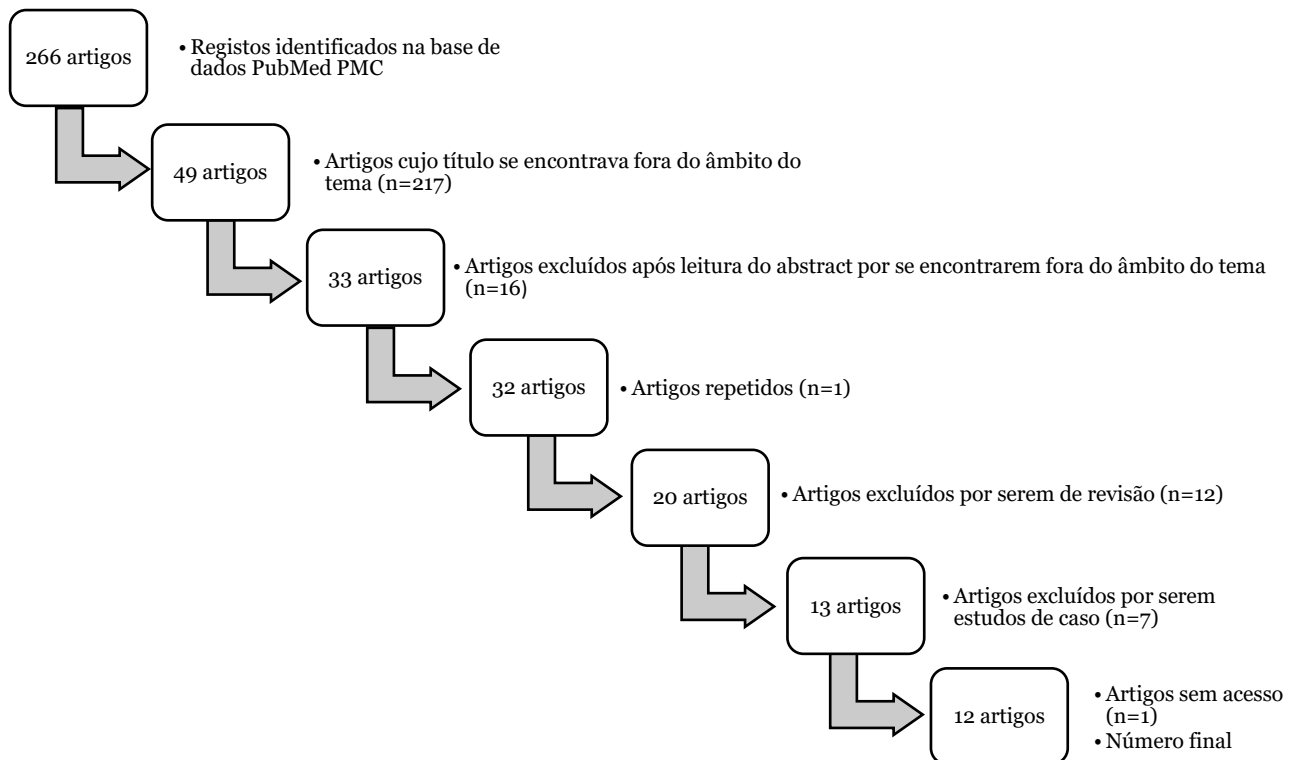 266 artigos
• Registos identificados na base de
dados PubMed PMC
49 artigos
• Artigos cujo título se encontrava fora do âmbito do
tema (n=217)
33 artigos
• Artigos excluídos após leitura do abstract por se encontrarem fora do âmbito do tema
(n=16)
32 artigos
• Artigos repetidos (n=1)
20 artigos
• Artigos excluídos por serem de revisão (n=12)
13 artigos
• Artigos excluídos por serem
estudos de caso (n=7)
12 artigos
• Artigos sem acesso
(n=1)
• Número final